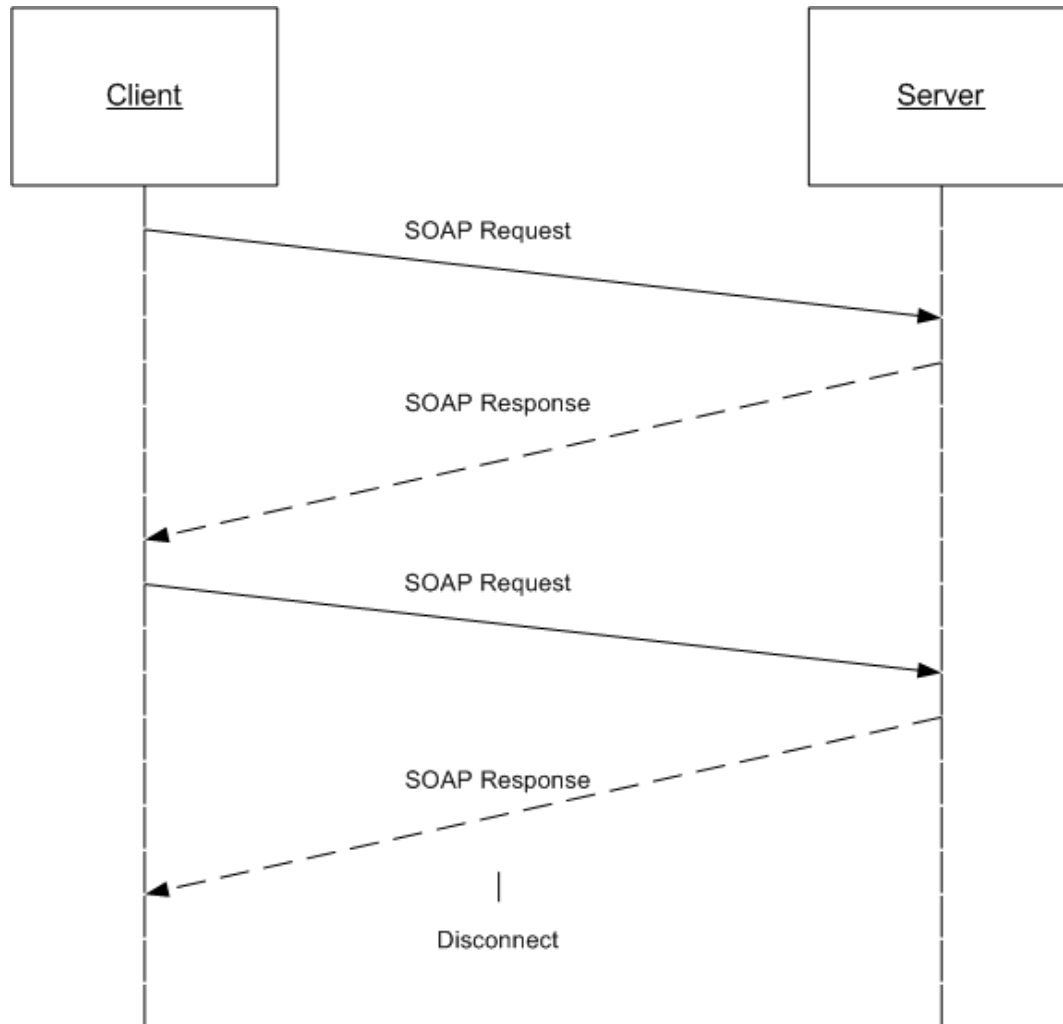 Client
Server
SOAP Request
SOAP Response
SOAP Request
SOAP Response
Disconnect